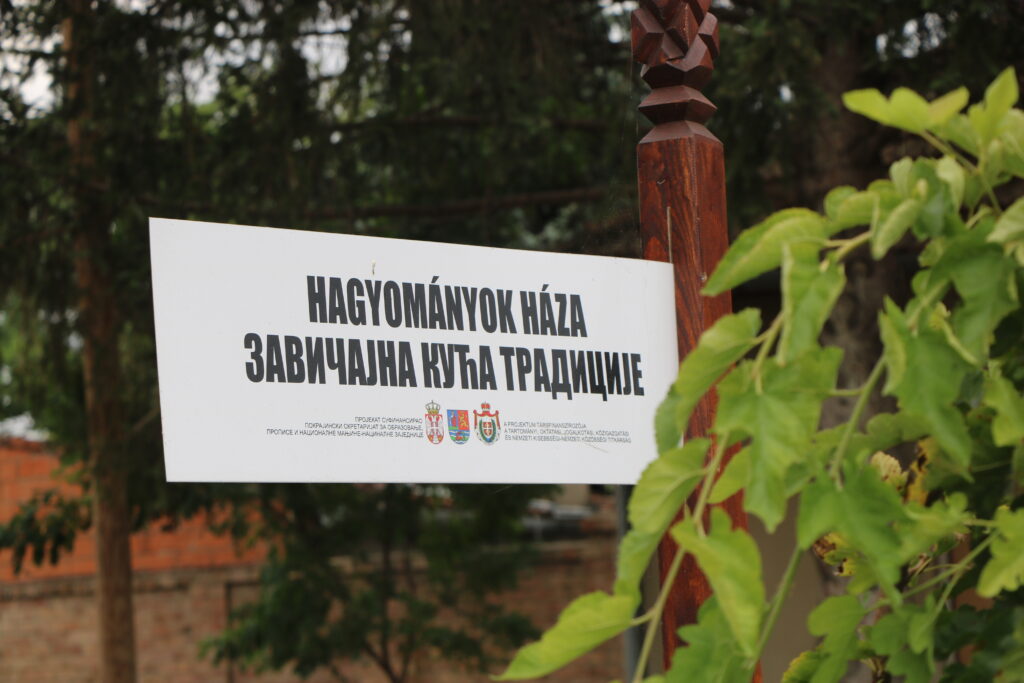 HAGYOMÁNYOK HÁZA
ЗАВИЧАЈНА КУЋА ТРАДИЦИЈЕ
ПРОЈЕКАТ СУФИНАНСИРАО
ПОКРАЈИНСКИ СЕКРЕТАРИЈАТ ЗА ОБРАЗОВАЊЕ,
ПРОПИСЕ И НАЦИОНАЛНЕ МАЊИНЕ-НАЦИНАЛНЕ ЗАЈЕДНИЦЕ
A PROJEKTUM TÁRSFINANSZÍROZÓJA
A TARTOMÁNYI, OKTATÁSI, JOGALKOTÁSI, KÖZIGAZGATÁSI
ÉS NEMZETI KISEBBSÉGI-NEMZETI, KÖZÖSSÉGI TITKÁRSÁG